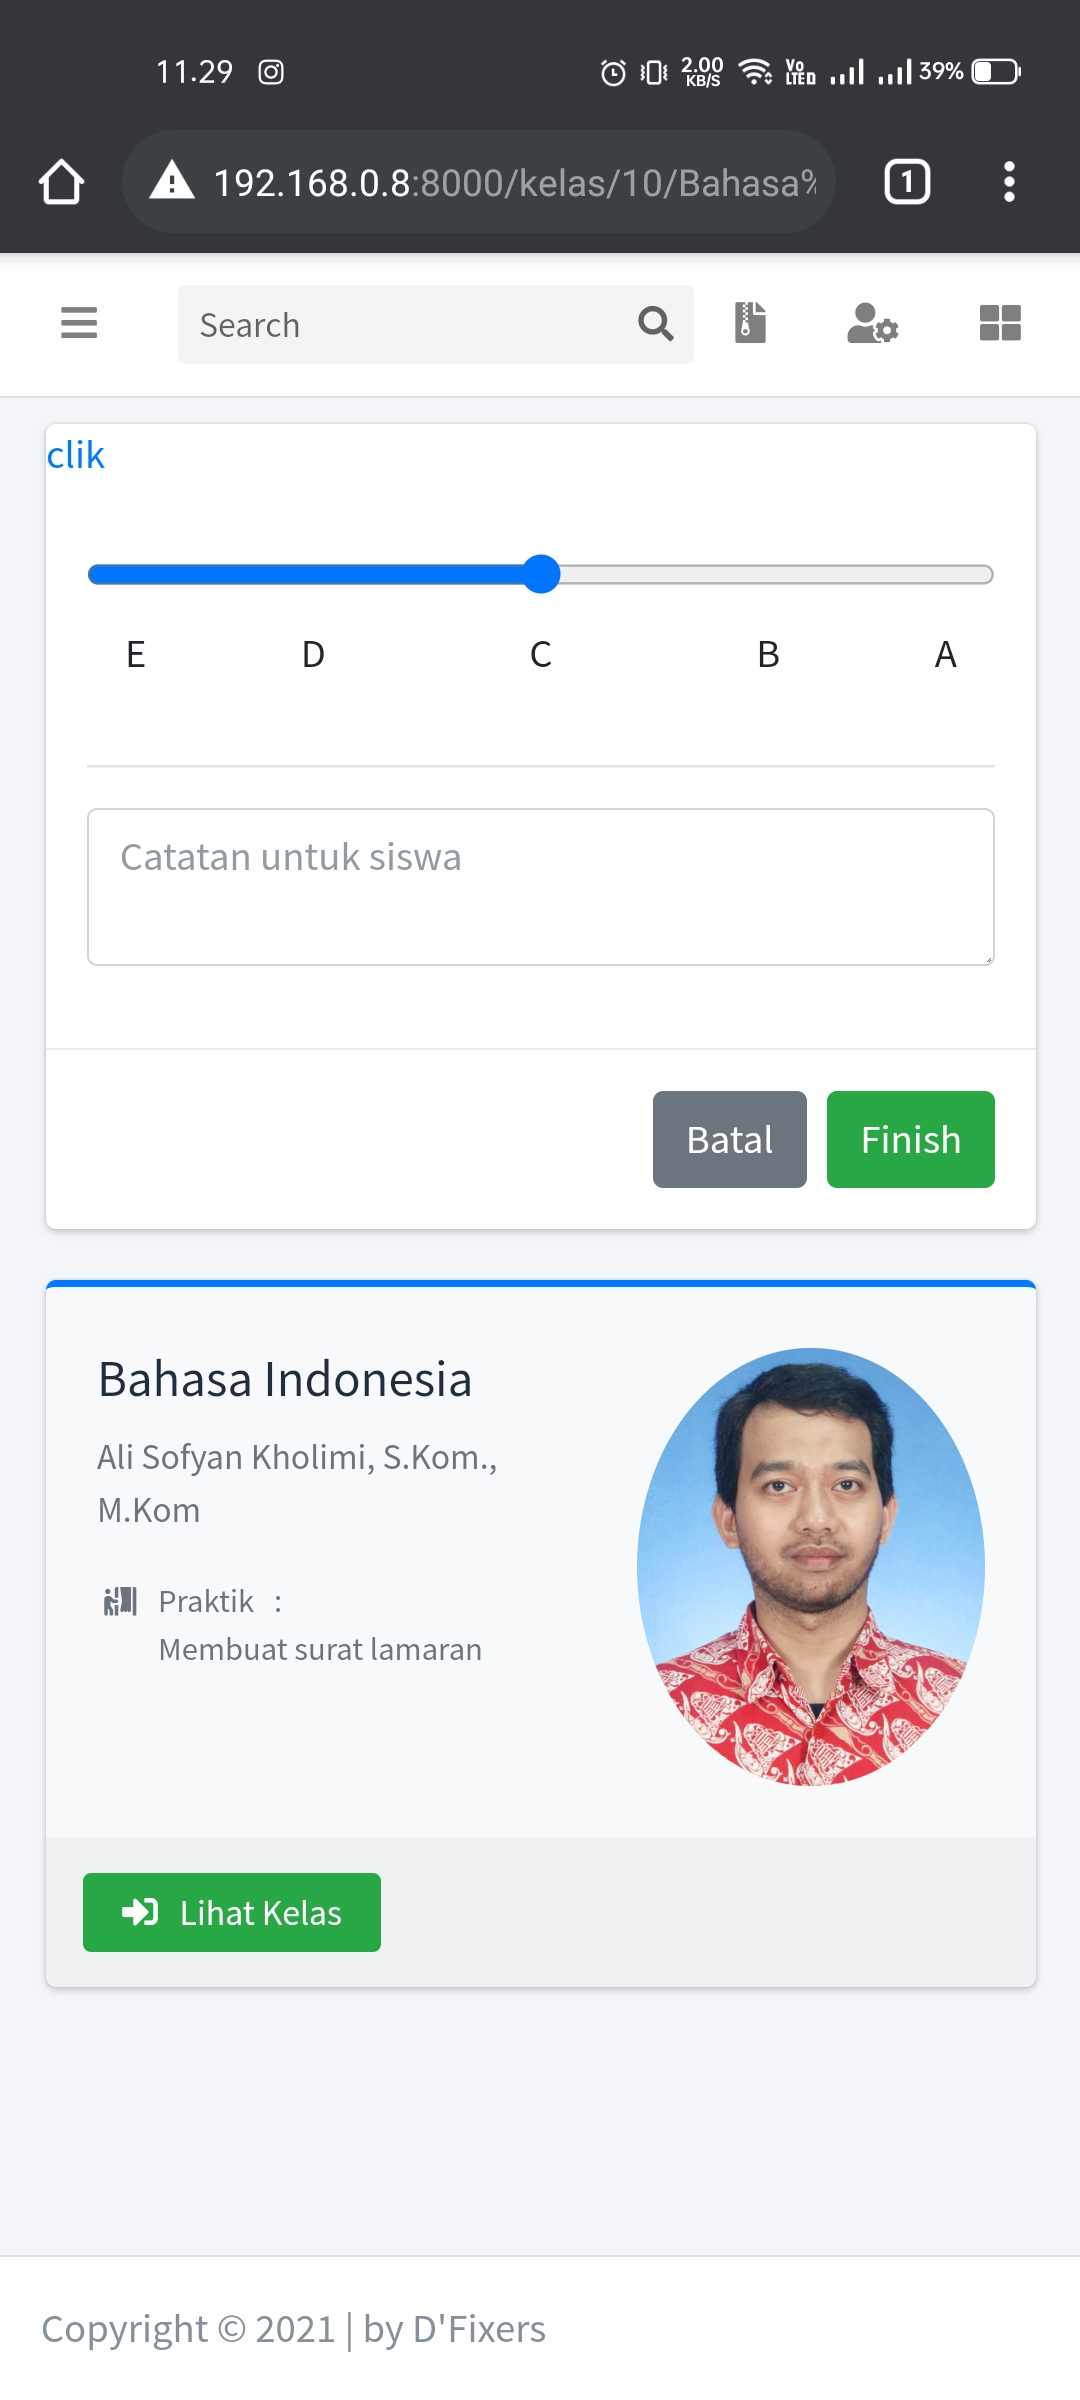 11.29
2.00
KB/S
Vo
LTED
39%
192.168.0.8:8000/kelas/10/Bahasa%
1
Search
clik
E D C B A
Catatan untuk siswa
Batal Finish
Bahasa Indonesia
Ali Sofyan Kholimi, S.Kom.,
M.Kom
Praktik :
Membuat surat lamaran
Lihat Kelas
Copyright © 2021 | by D'Fixers